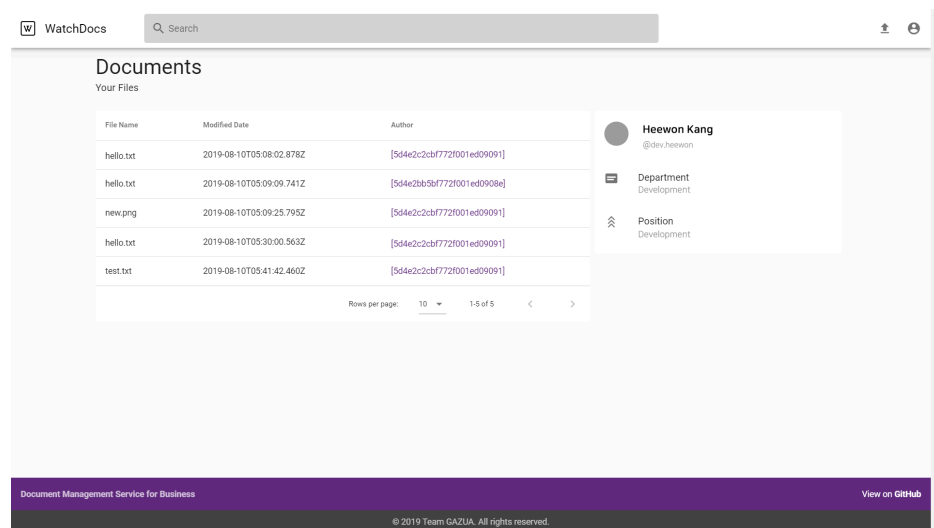 W WatchDocs Search
Documents
Your Files
File Name Modified Date Author
hello.txt 2019-08-10T05:08:02.878Z [5d4e2c2cbf772f001ed09091]
hello.txt 2019-08-10T05:09:09.741Z [5d4e2bb5bf772f001ed0908e]
new.png 2019-08-10T05:09:25.795Z [5d4e2c2cbf772f001ed09091]
hello.txt 2019-08-10T05:30:00.563Z [5d4e2c2cbf772f001ed09091]
test.txt 2019-08-10T05:41:42.460Z [5d4e2c2cbf772f001ed09091]
Rows per page: 10 1-5 of 5
Heewon Kang
@dev.heewon
Department
Development
Position
Development
Document Management Service for Business View on GitHub
© 2019 Team GAZUA. All rights reserved.